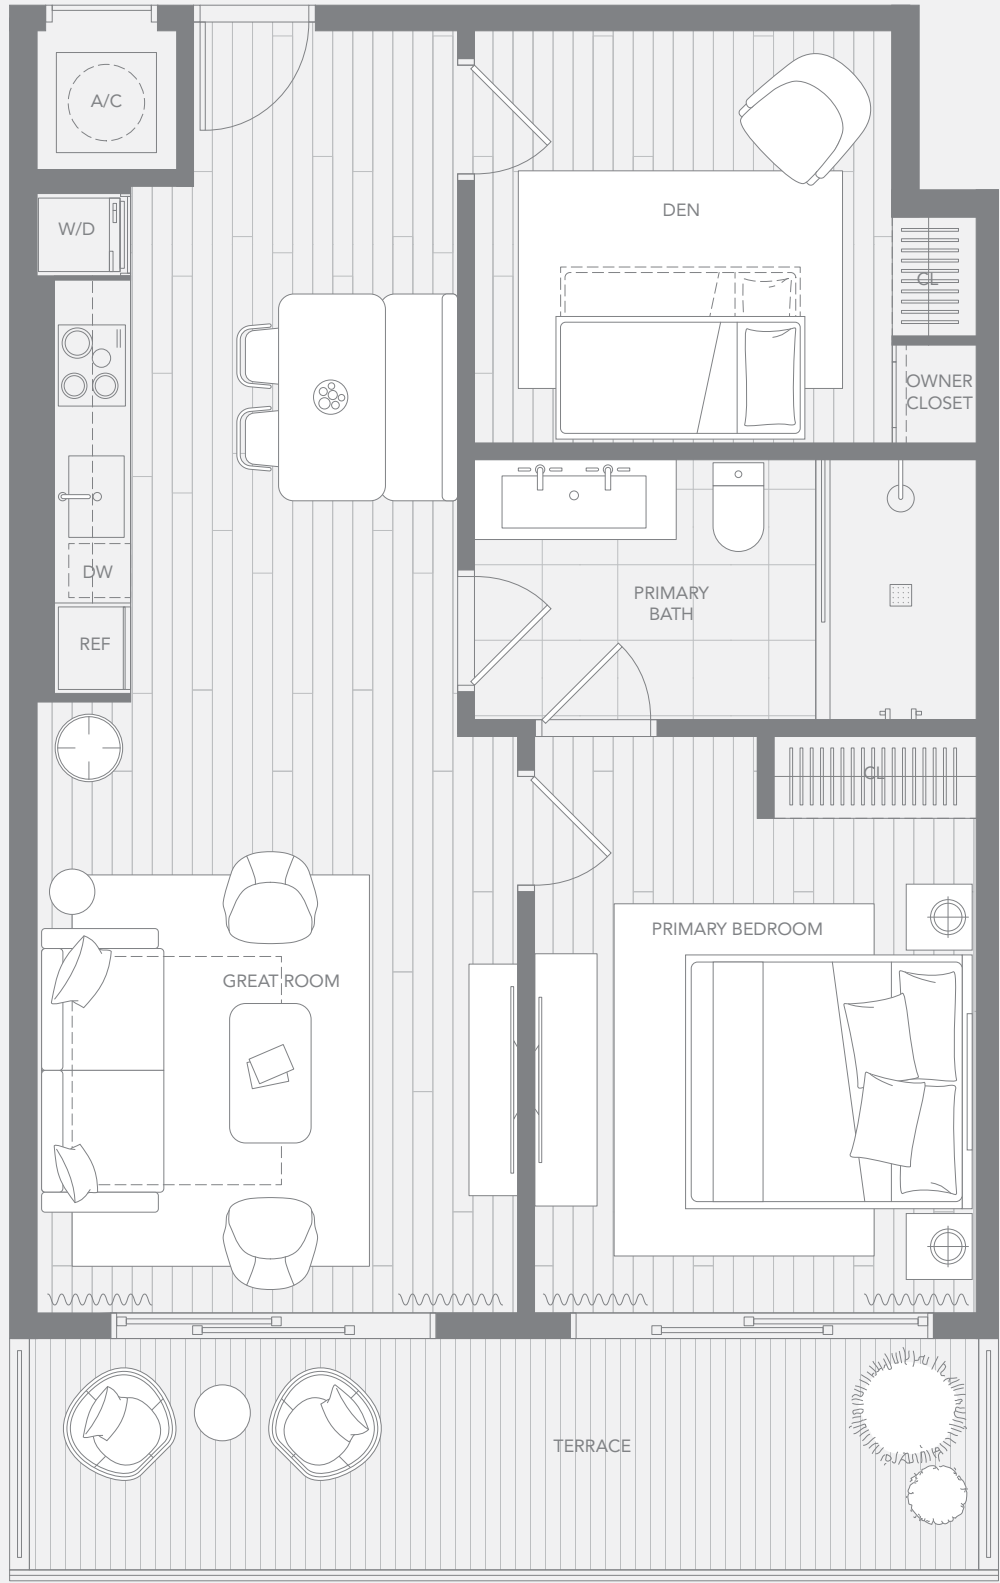 A/C
W/D
DEN
CL
OWNER
CLOSET
DW
REF
PRIMARY
BATH
CL
PRIMARY BEDROOM
GREAT ROOM
TERRACE